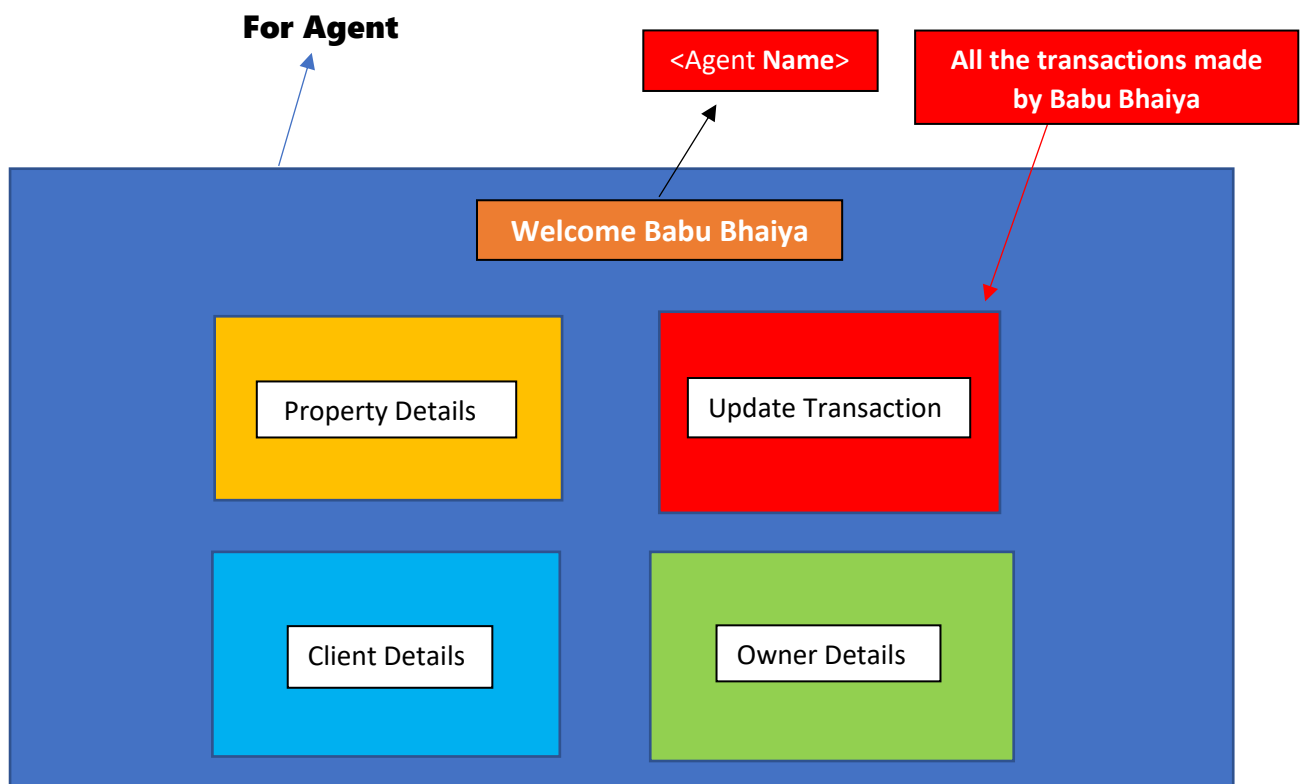 For Agent
<Agent Name>
All the transactions made
by Babu Bhaiya
Welcome Babu Bhaiya
Property Details
Update Transaction
Client Details
Owner Details